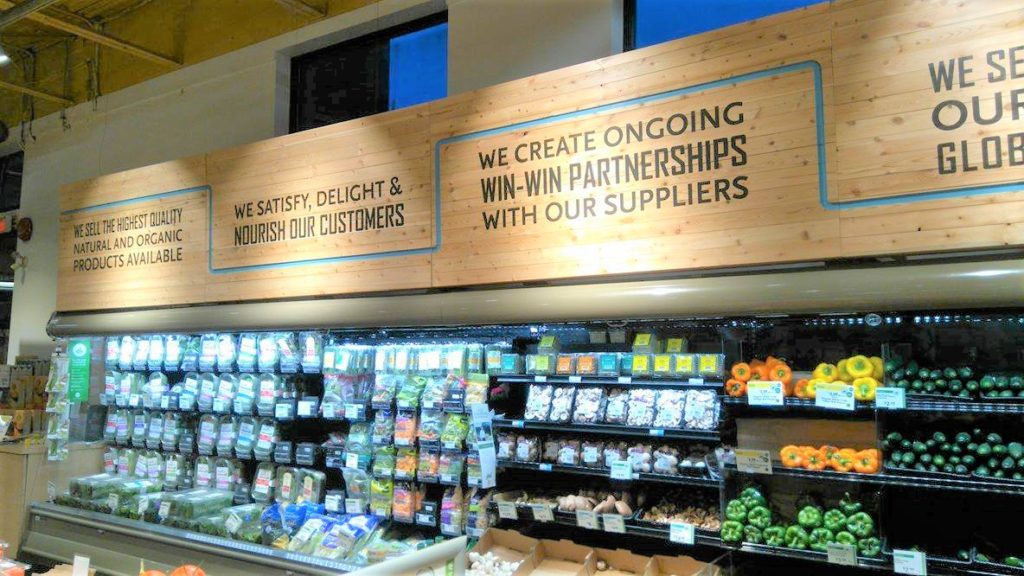 WE SELL THE HIGHEST QUALITY
NATURAL AND ORGANIC
PRODUCTS AVAILABLE
WE SATISFY, DELIGHT &
NOURISH OUR CUSTOMERS
WE CREATE ONGOING
WIN-WIN PARTNERSHIPS
WITH OUR SUPPLIERS
WE SE
OUR
GLOB